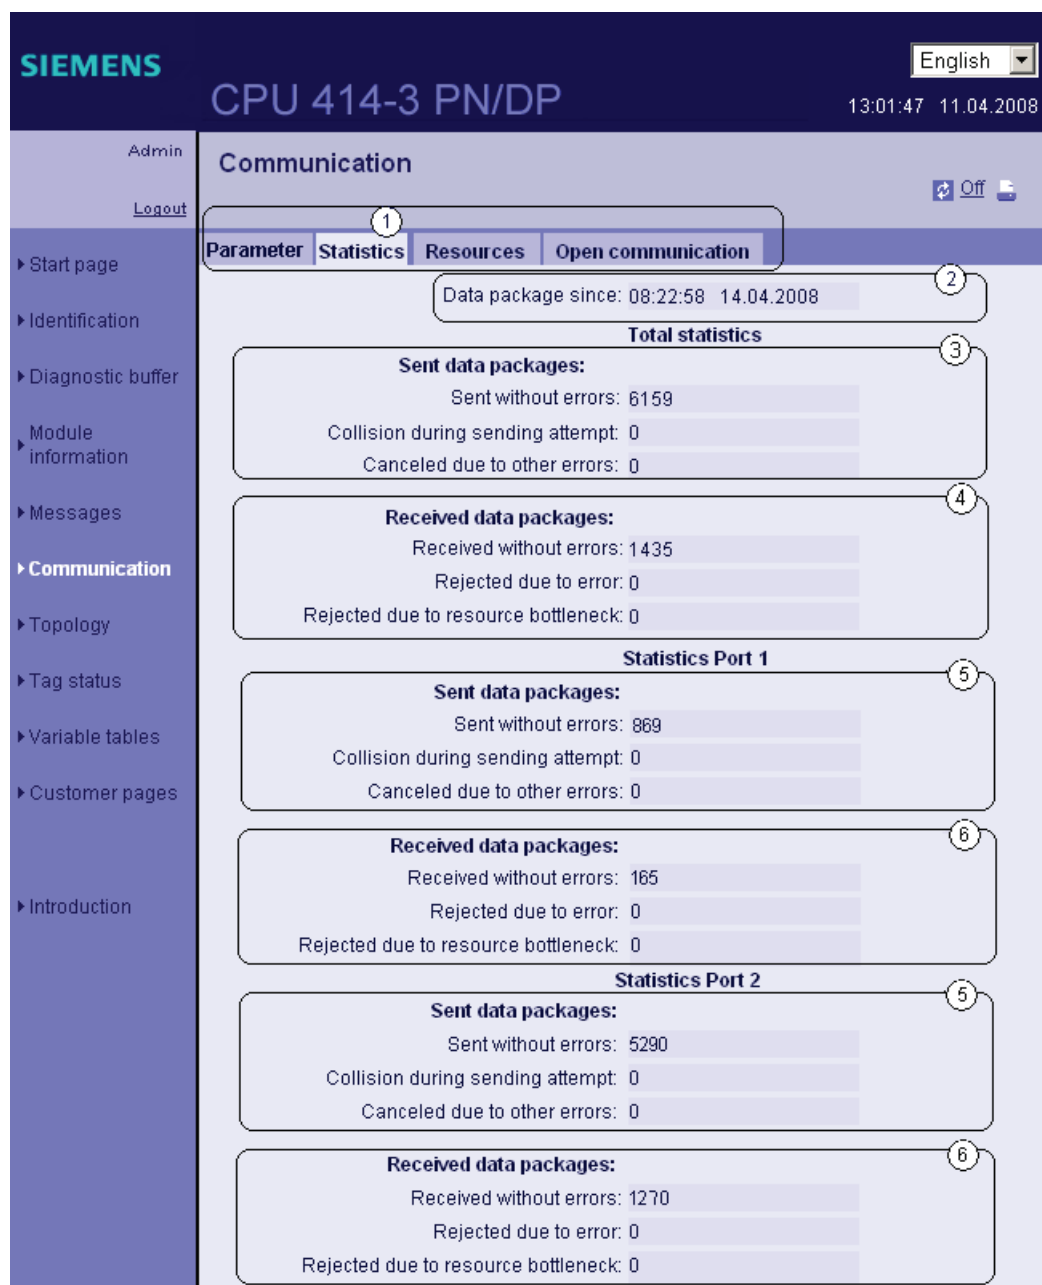 SIEMENS
English
CPU 414-3 PN/DP
13:01:47 11.04.2008
Admin
Communication
Off
Logout
1
Parameter Statistics Resources Open communication
Start page
2
Data package since: 08:22:58 14.04.2008
Identification
Total statistics
3
Sent data packages:
Diagnostic buffer
Sent without errors: 6159
Module
information
Collision during sending attempt: 0
Canceled due to other errors: 0
4
Messages
Received data packages:
Received without errors: 1435
Communication
Rejected due to error: 0
Rejected due to resource bottleneck: 0
Topology
Statistics Port 1
5
Tag status
Sent data packages:
Sent without errors: 869
Variable tables
Collision during sending attempt: 0
Customer pages
Canceled due to other errors: 0
6
Received data packages:
Received without errors: 165
Introduction
Rejected due to error: 0
Rejected due to resource bottleneck: 0
Statistics Port 2
5
Sent data packages:
Sent without errors: 5290
Collision during sending attempt: 0
Canceled due to other errors: 0
6
Received data packages:
Received without errors: 1270
Rejected due to error: 0
Rejected due to resource bottleneck: 0